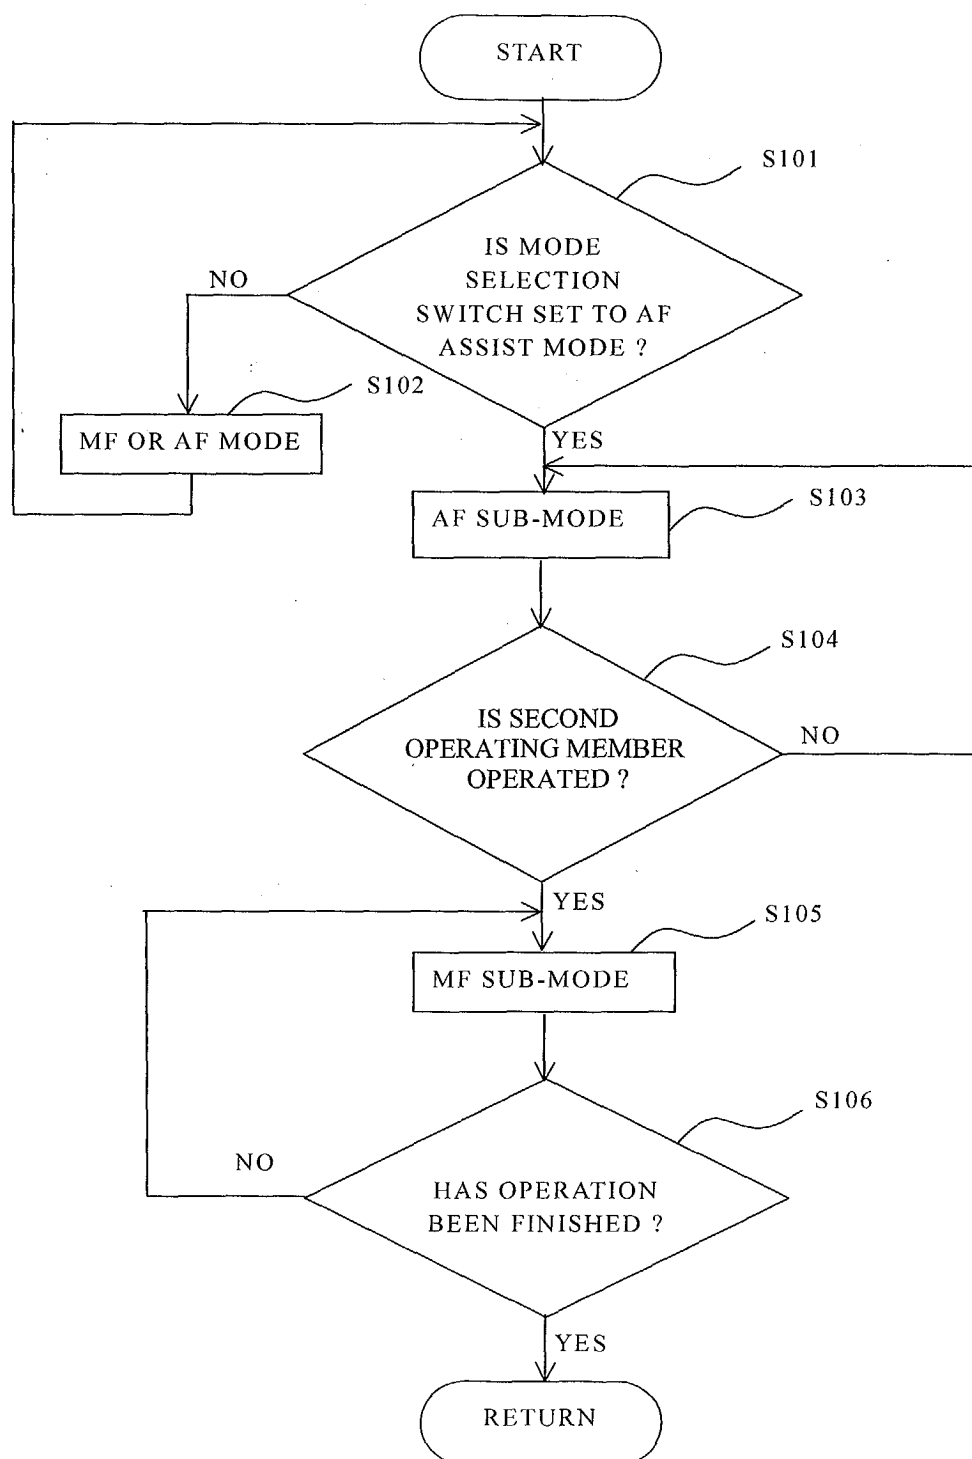 START
S101
IS MODE
SELECTION
SWITCH SET TO AF
ASSIST MODE ?
NO
S102
MF OR AF MODE
YES
S103
AF SUB-MODE
S104
IS SECOND
OPERATING MEMBER
OPERATED ?
NO
YES
S105
MF SUB-MODE
S106
NO
HAS OPERATION
BEEN FINISHED ?
YES
RETURN